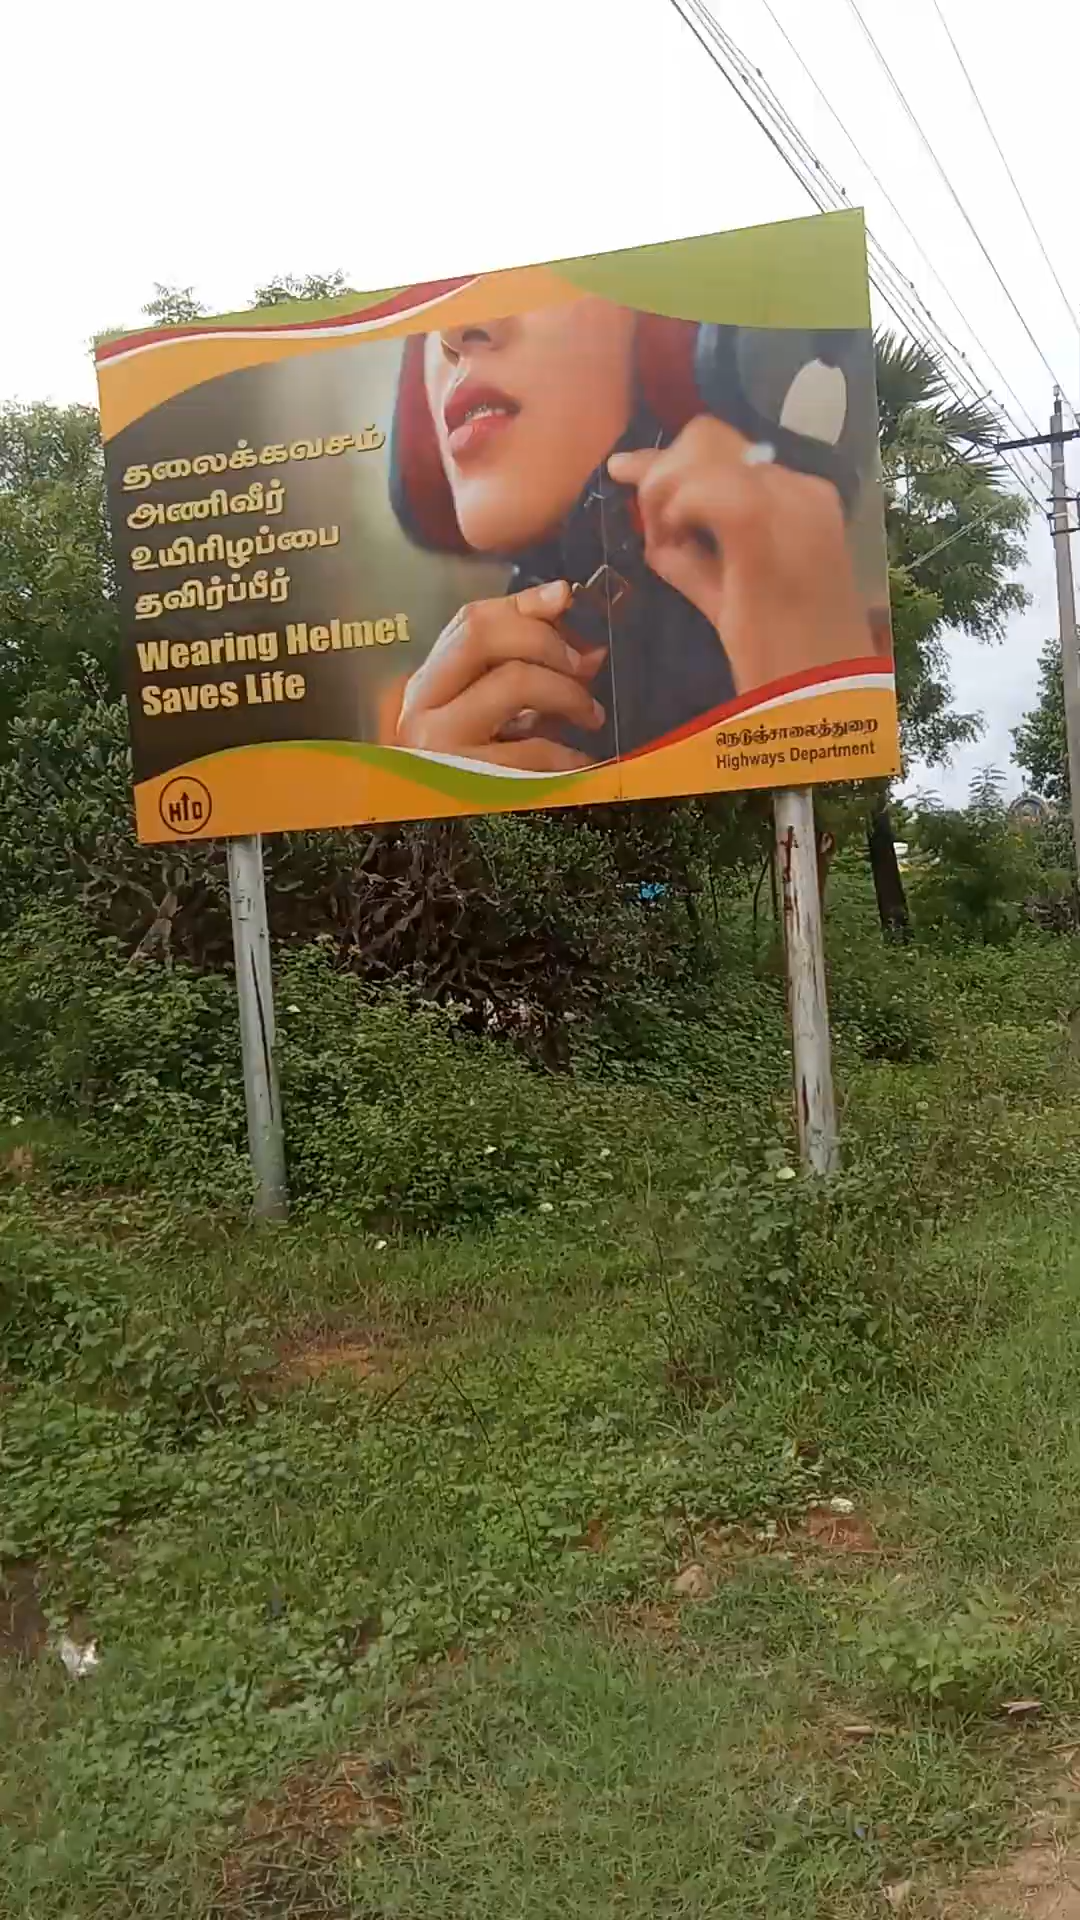 தலைக்கவசம்
அணிவீர்
உயிரிழப்பை
தவிர்ப்பீர்
Wearing Helmet
Saves Life
நெடுஞ்சாலைத்துறை
Highways Department
H D